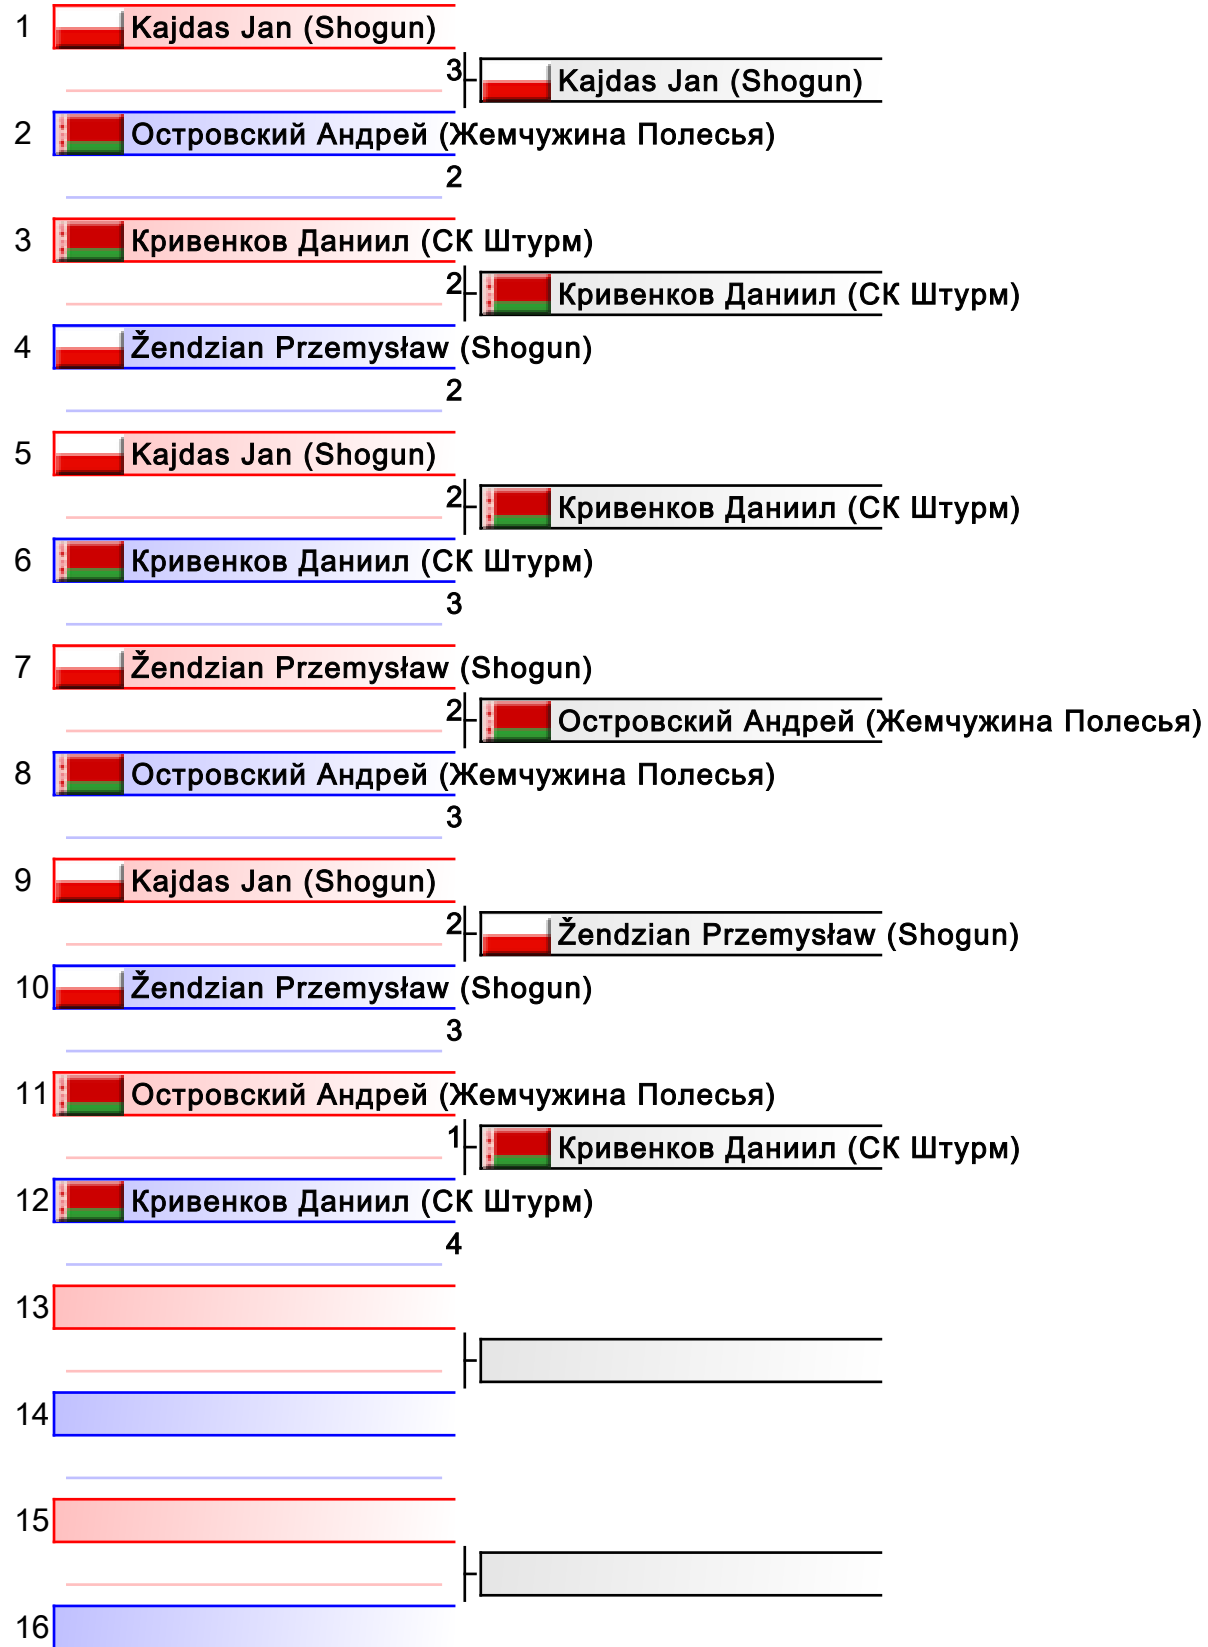 1 Kajdas Jan (Shogun)
3 Kajdas Jan (Shogun)
2 Островский Андрей (Жемчужина Полесья)
2
3 Кривенков Даниил (СК Штурм)
2 Кривенков Даниил (СК Штурм)
4 Žendzian Przemysław (Shogun)
2
5 Kajdas Jan (Shogun)
2 Кривенков Даниил (СК Штурм)
6 Кривенков Даниил (СК Штурм)
3
7 Žendzian Przemysław (Shogun)
2 Островский Андрей (Жемчужина Полесья)
8 Островский Андрей (Жемчужина Полесья)
3
9 Kajdas Jan (Shogun)
2 Žendzian Przemysław (Shogun)
10 Žendzian Przemysław (Shogun)
3
11 Островский Андрей (Жемчужина Полесья)
1 Кривенков Даниил (СК Штурм)
12 Кривенков Даниил (СК Штурм)
4
13
14
15
16